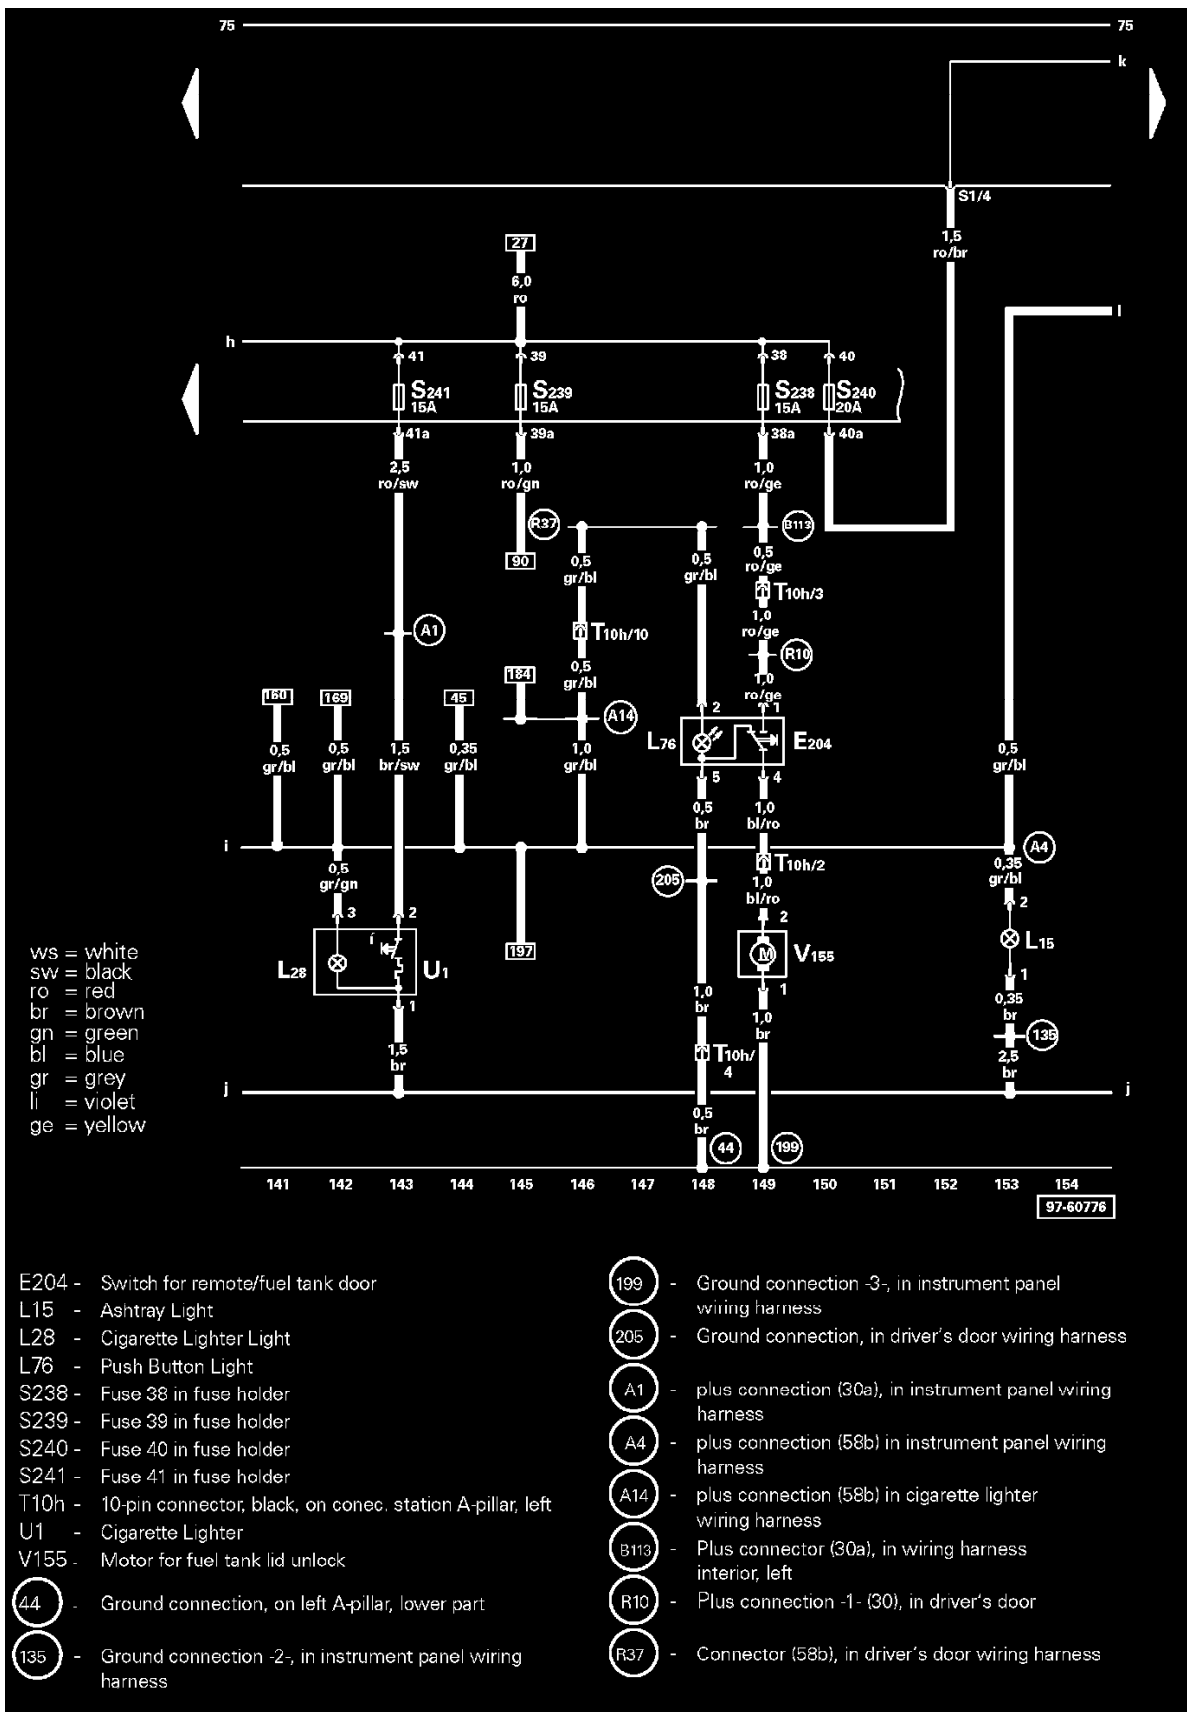 75 75
k
S1/4
27
1,5
ro/br
6,0
ro
l
h
41 39 38 40
S241 S239 S238 S240
15A 15A 15A 20A
41a 39a 38a 40a
2,5 1,0 1,0
ro/sw ro/gn ro/ge
R37 B113
90 0,5 0,5 0,5
gr/bl gr/bl ro/ge
T10h/3
1,0
ro/ge
A1 T10h/10
R10
184 0,5
gr/bl
1,0
ro/ge
160 169 45
A14 2 1
L76 E204
0,5 0,5 1,5 0,35 1,0 0,5
gr/bl gr/bl br/sw gr/bl gr/bl gr/bl
5 4
0,5 1,0
br bl/ro
i A4
0,5
gr/gn
T10h/2
0,35
gr/bl
205 1,0
bl/ro
3 2 2 2
í
L28 U1
197
V155
L15
1 1 1
ws = white
sw = black
ro = red
br = brown
gn = green
bl = blue
gr = grey
li = violet
ge = yellow
1,0
br
1,0
br
0,35
br
135
1,5
br
T10h/
4
2,5
br
j j
0,5
br
44 199
141 142 143 144 145 146 147 148 149 150 151 152 153 154
97-60776
E204 - Switch for remote/fuel tank door
L15 - Ashtray Light
L28 - Cigarette Lighter Light
L76 - Push Button Light
S238 - Fuse 38 in fuse holder
S239 - Fuse 39 in fuse holder
S240 - Fuse 40 in fuse holder
S241 - Fuse 41 in fuse holder
T10h - 10-pin connector, black, on conec. station A-pillar, left
U1 - Cigarette Lighter
V155 - Motor for fuel tank lid unlock
44 - Ground connection, on left A-pillar, lower part
135 - Ground connection -2-, in instrument panel wiring
harness
199 - Ground connection -3-, in instrument panel
wiring harness
205 - Ground connection, in driver's door wiring harness
A1 - plus connection (30a), in instrument panel wiring
harness
A4 - plus connection (58b) in instrument panel wiring
harness
A14 - plus connection (58b) in cigarette lighter
wiring harness
B113 - Plus connector (30a), in wiring harness
interior, left
R10 - Plus connection -1- (30), in driver's door
R37 - Connector (58b), in driver's door wiring harness